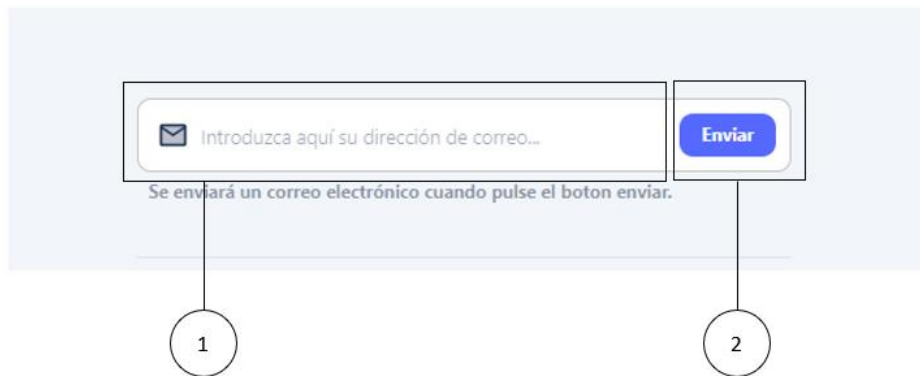 Introduzca aquí su dirección de correo...
Enviar
Se enviará un correo electrónico cuando pulse el boton enviar.
1
2